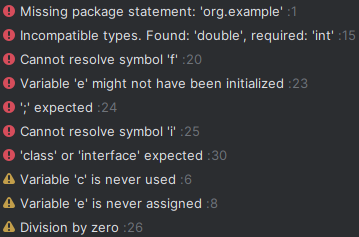 Missing package statement: 'org.example' :1
Incompatible types. Found: 'double', required: 'int' :15
Cannot resolve symbol 'f' :20
Variable 'e' might not have been initialized :23
';' expected :24
Cannot resolve symbol 'i' :25
'class' or 'interface' expected :30
Variable 'c' is never used :6
Variable 'e' is never assigned :8
Division by zero :26